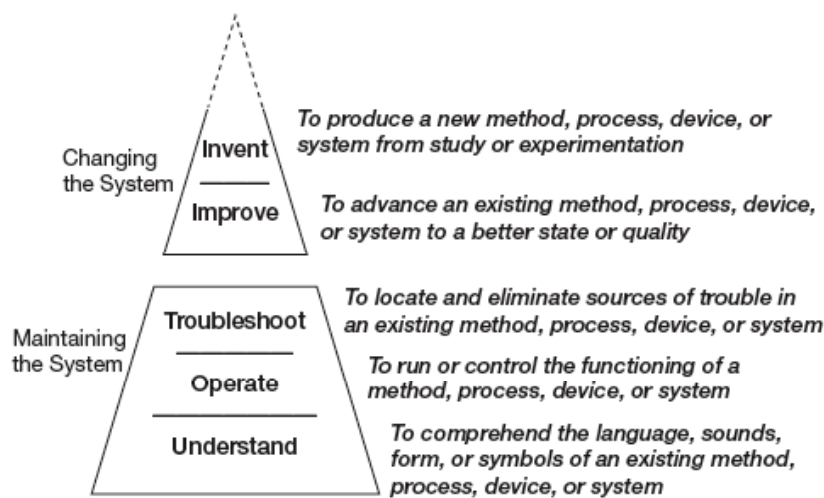 To produce a new method, process, device, or
system from study or experimentation
Changing
the System
Invent
Improve
To advance an existing method, process, device,
or system to a better state or quality
To locate and eliminate sources of trouble in
an existing method, process, device, or system
Maintaining
the System
Troubleshoot
Operate
To run or control the functioning of a
method, process, device, or system
Understand
To comprehend the language, sounds,
form, or symbols of an existing method,
process, device, or system